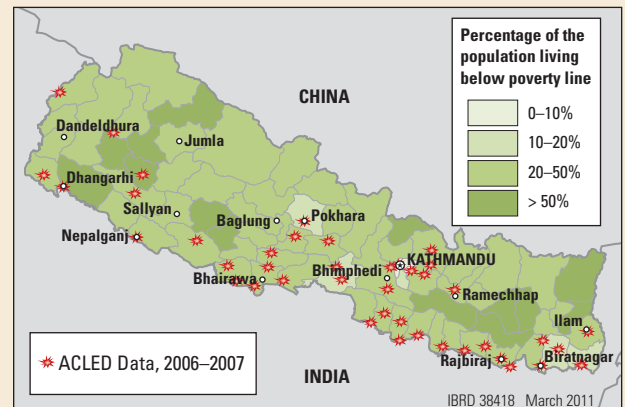 Percentage of the
population living
below poverty line
0–10%
10–20%
20–50%
> 50%
CHINA
Dandeldhura
Jumla
Dhangarhi
Sallyan
Baglung
Pokhara
Nepalganj
KATHMANDU
Bhimphedi
Bhairawa
Ramechhap
Ilam
Rajbiraj
Biratnagar
ACLED Data, 2006–2007
INDIA
IBRD 38418 March 2011